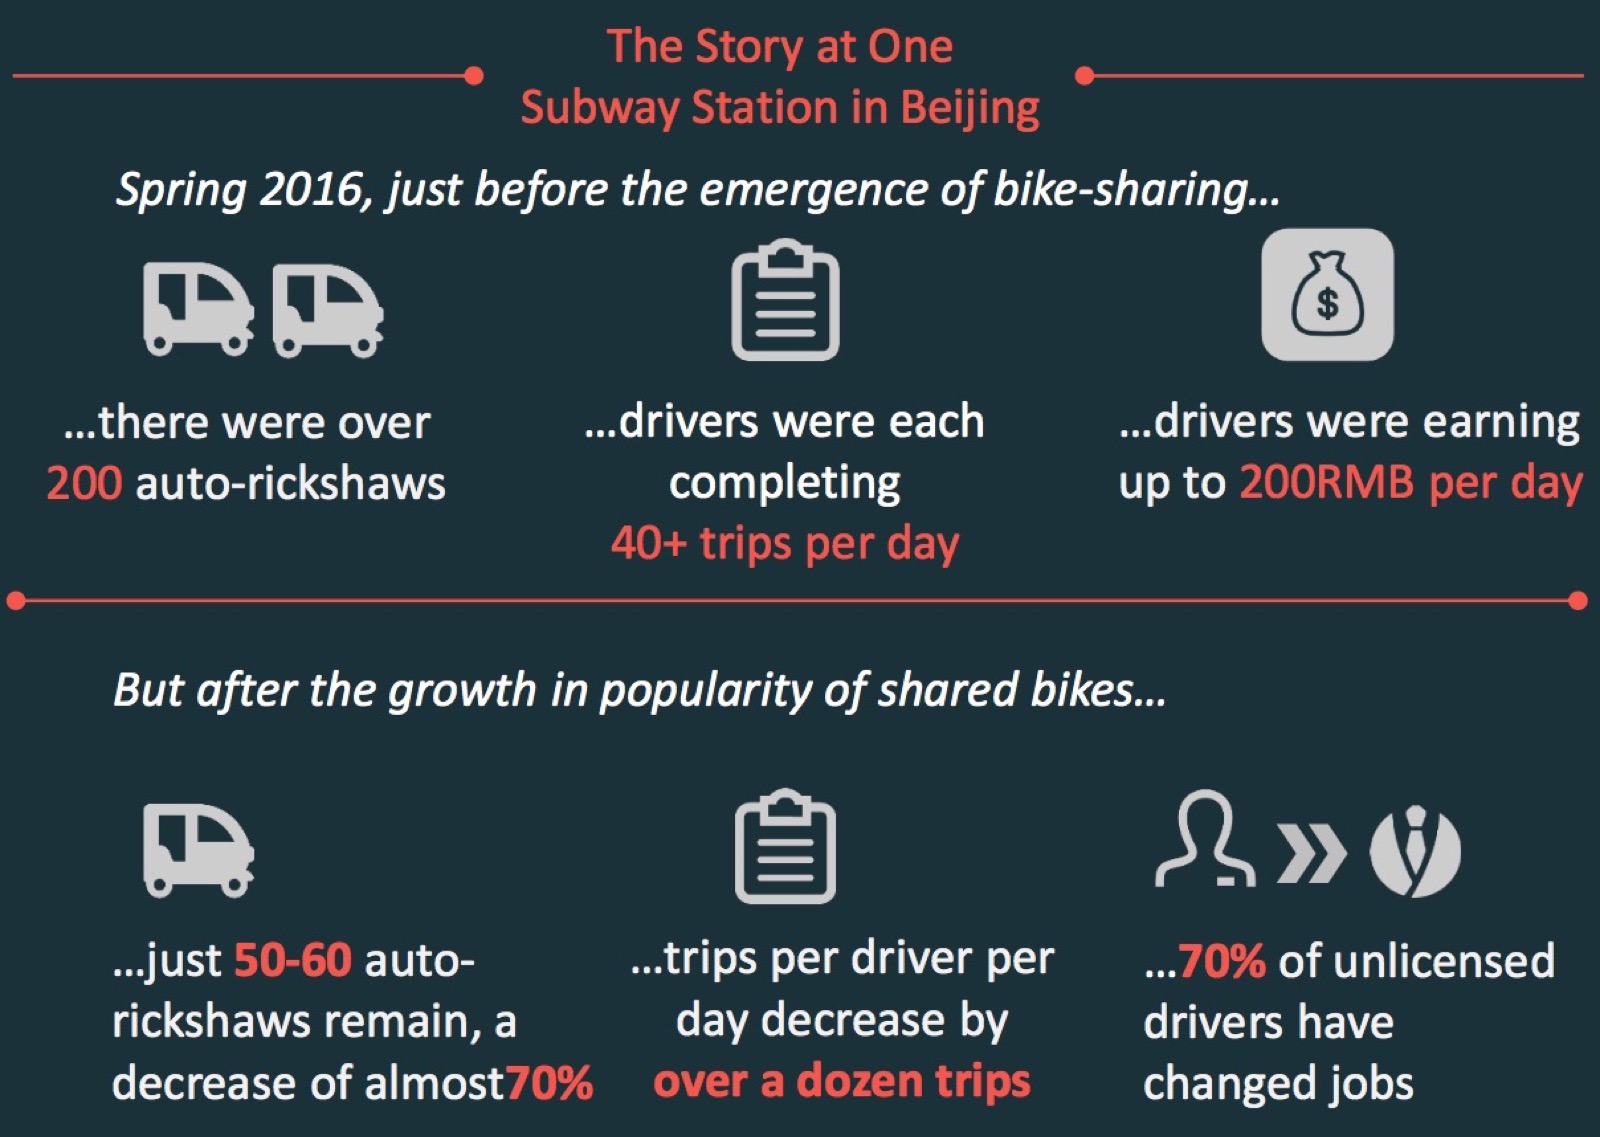 The Story at One
Subway Station in Beijing
Spring 2016, just before the emergence of bike-sharing...
...there were over
200 auto-rickshaws
...drivers were each
completing
40+ trips per day
$
...drivers were earning
up to 200RMB per day
But after the growth in popularity of shared bikes...
...just 50-60 auto-
rickshaws remain, a
decrease of almost70%
...trips per driver per
day decrease by
over a dozen trips
...70% of unlicensed
drivers have
changed jobs